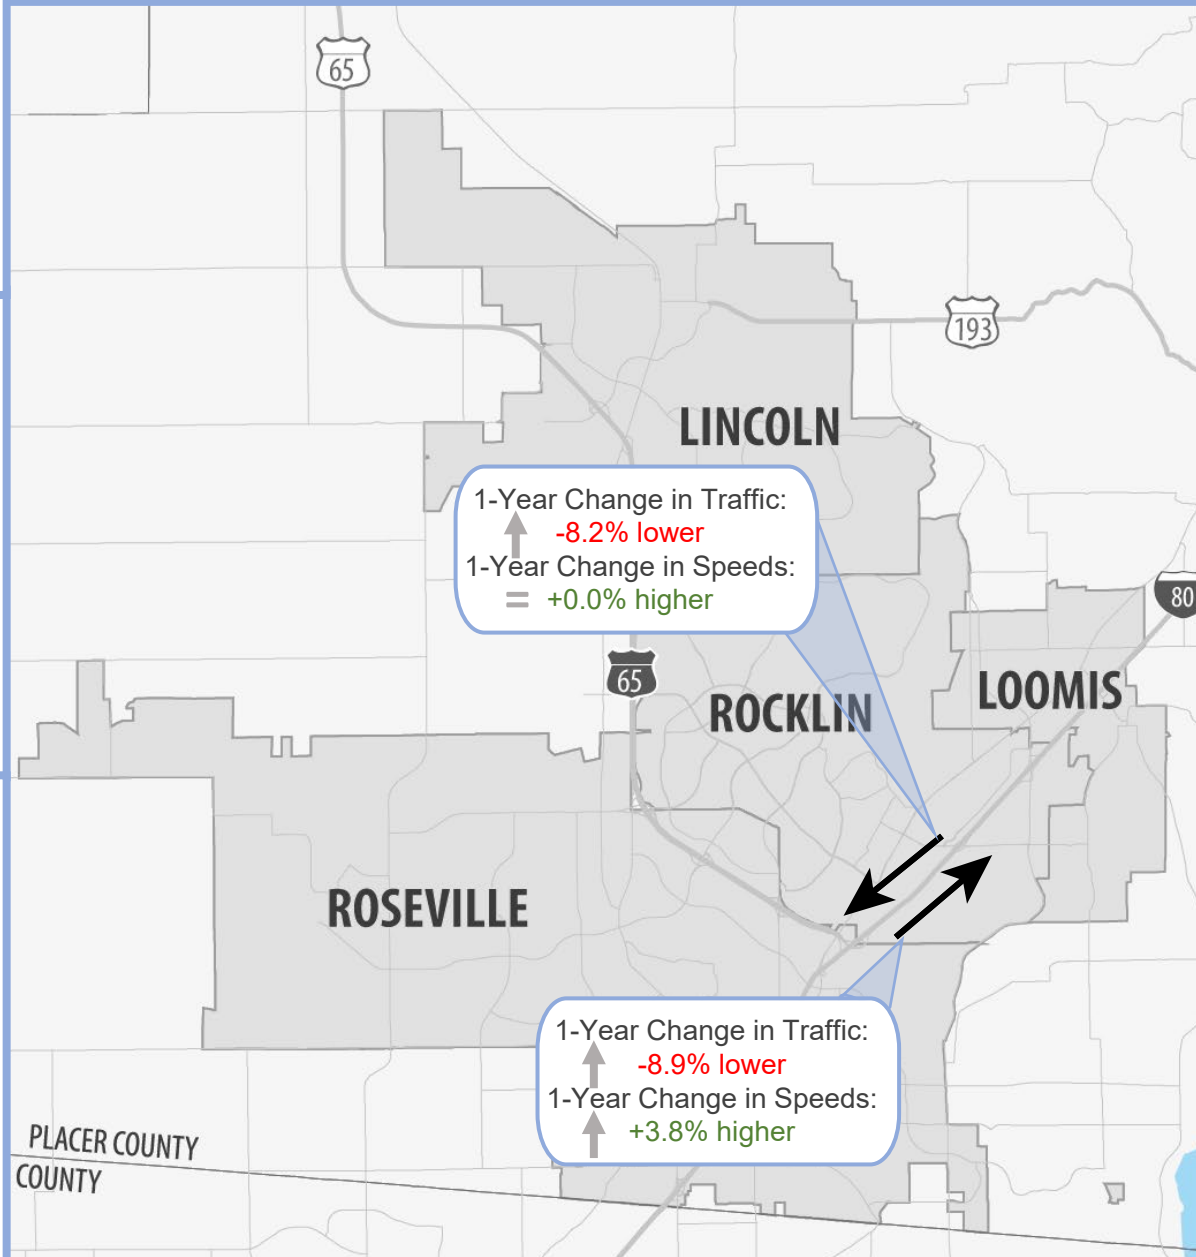 65
193
LINCOLN
1-Year Change in Traffic:
-8.2% lower
1-Year Change in Speeds:
= +0.0% higher
80
65
ROCKLIN
LOOMIS
ROSEVILLE
1-Year Change in Traffic:
-8.9% lower
1-Year Change in Speeds:
+3.8% higher
PLACER COUNTY
COUNTY